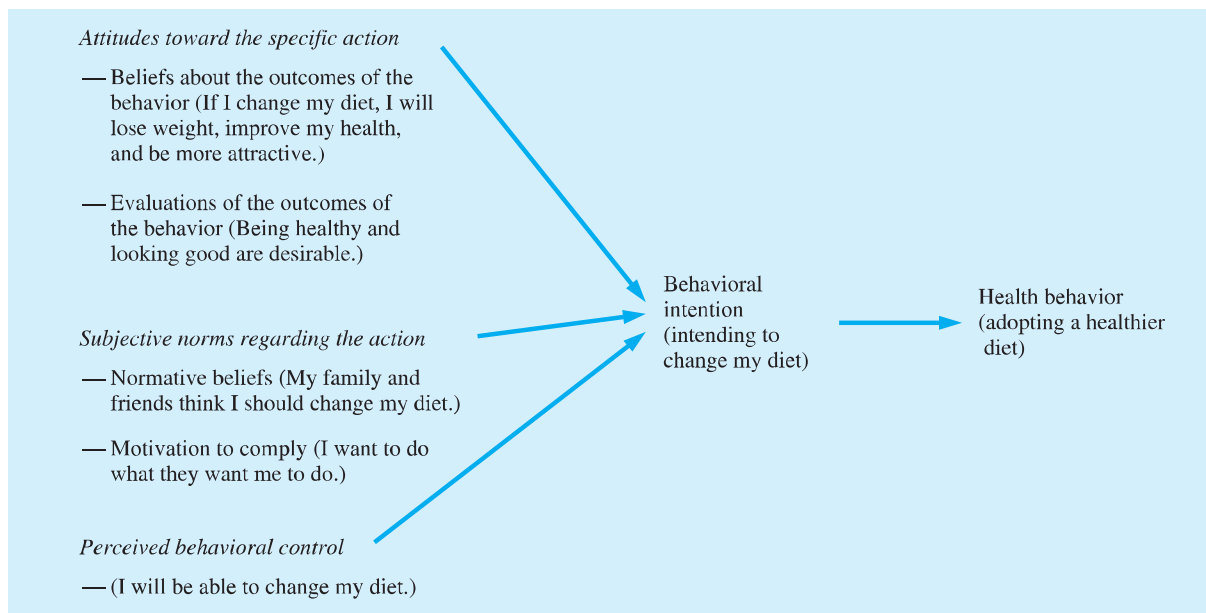 Attitudes toward the specific action
— Beliefs about the outcomes of the
behavior (If I change my diet, I will
lose weight, improve my health,
and be more attractive.)
— Evaluations of the outcomes of
the behavior (Being healthy and
looking good are desirable.)
Subjective norms regarding the action
— Normative beliefs (My family and
friends think I should change my diet.)
— Motivation to comply (I want to do
what they want me to do.)
Perceived behavioral control
— (I will be able to change my diet.)
Behavioral
intention
(intending to
change my diet)
Health behavior
(adopting a healthier
diet)